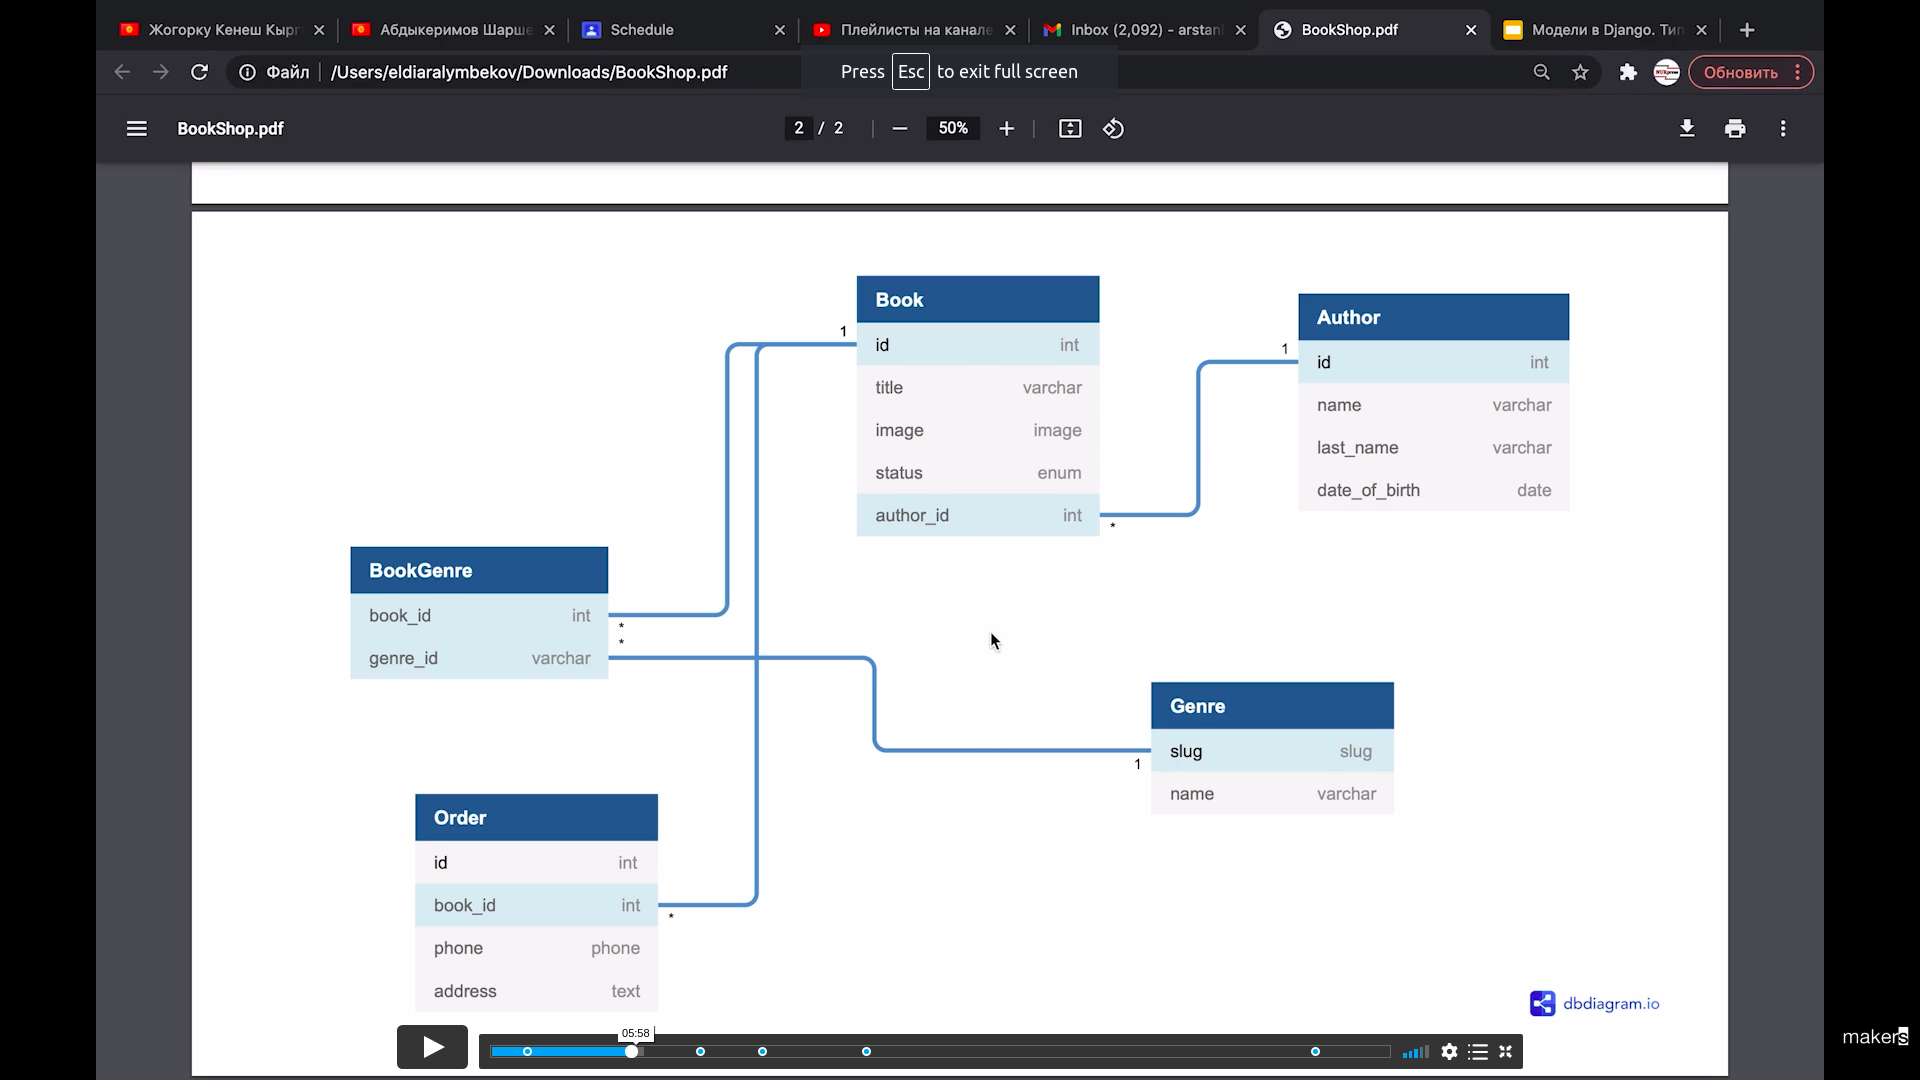 Жогорку Кенеш Кырг
Абдыкеримов Шарше
Schedule
Плейлисты на канале
Inbox (2,092) - arstan
BookShop.pdf
Модели в Django. Тип
Файл
/Users/eldiaralymbekov/Downloads/BookShop.pdf
Press Esc to exit full screen
Обновить
BookShop.pdf
2 / 2
50%
Book
id int
title varchar
image image
status enum
author_id int
1
*
Author
id int
name varchar
last_name varchar
date_of_birth date
1
BookGenre
book_id int
genre_id varchar
*
*
Genre
slug slug
name varchar
1
Order
id int
book_id int
phone phone
address text
*
dbdiagram.io
05:58
makers